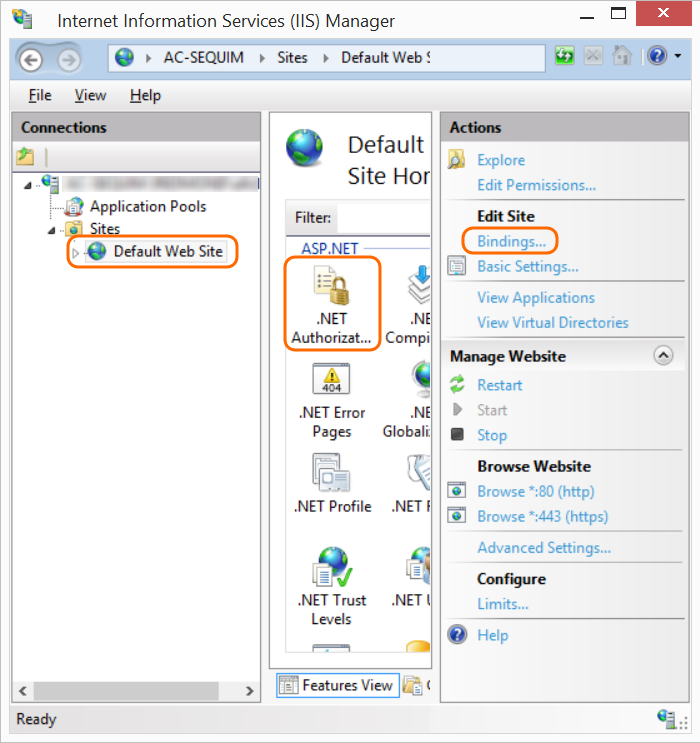 Internet Information Services (IIS) Manager
AC-SEQUIM
Sites
Default Web S
File
View
Help
Connections
Application Pools
Sites
Default Web Site
Default
Site Hor
Filter:
ASP.NET
.NET
Authorizat...
.NE
Compi
404
.NET Error
Pages
.NE
Globaliz
.NET Profile
.NET F
.NET Trust
Levels
.NET U
Features View
Actions
Explore
Edit Permissions...
Edit Site
Bindings...
Basic Settings...
View Applications
View Virtual Directories
Manage Website
Restart
Start
Stop
Browse Website
Browse *:80 (http)
Browse *:443 (https)
Advanced Settings...
Configure
Limits...
Help
Ready